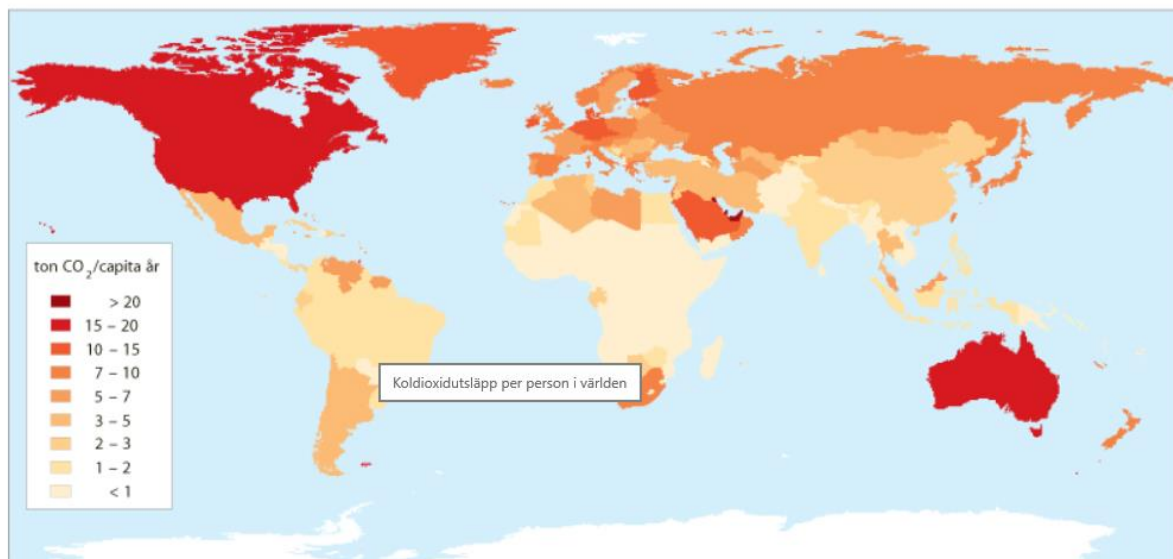 ton CO₂/capita år
> 20
15 – 20
10 – 15
7 – 10
5 – 7
3 – 5
2 – 3
1 – 2
< 1
Koldioxidutsläpp per person i världen